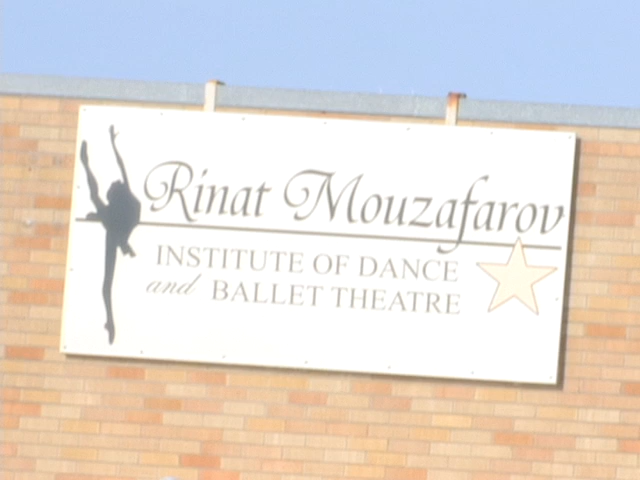 Rinat Mouzafarov
INSTITUTE OF DANCE
and BALLET THEATRE